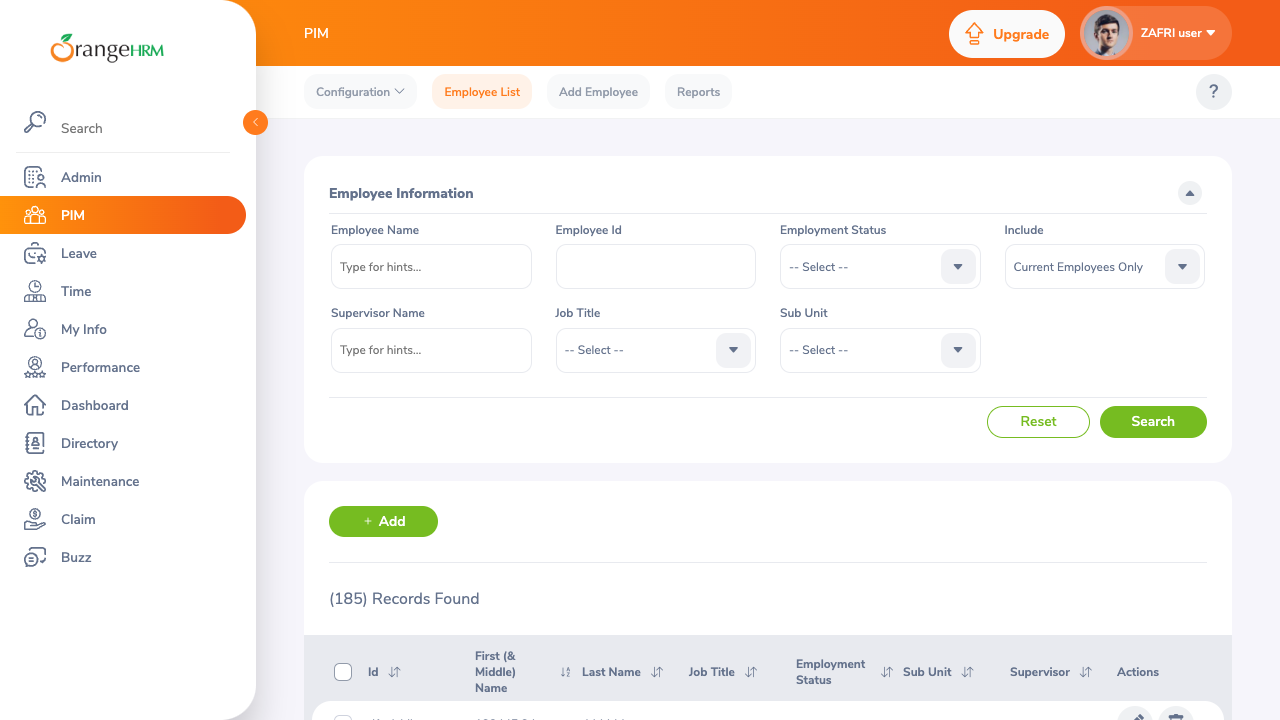 OrangeHRM
Search
Admin
PIM
Leave
Time
My Info
Performance
Dashboard
Directory
Maintenance
Claim
Buzz
PIM
Upgrade
ZAFRI user
Configuration
Employee List
Add Employee
Reports
?
Employee Information
Employee Name
Employee Id
Employment Status
Include
Type for hints...
-- Select --
Current Employees Only
Supervisor Name
Job Title
Sub Unit
Type for hints...
-- Select --
-- Select --
Reset
Search
+ Add
(185) Records Found
Id
First (& Middle) Name
Last Name
Job Title
Employment Status
Sub Unit
Supervisor
Actions